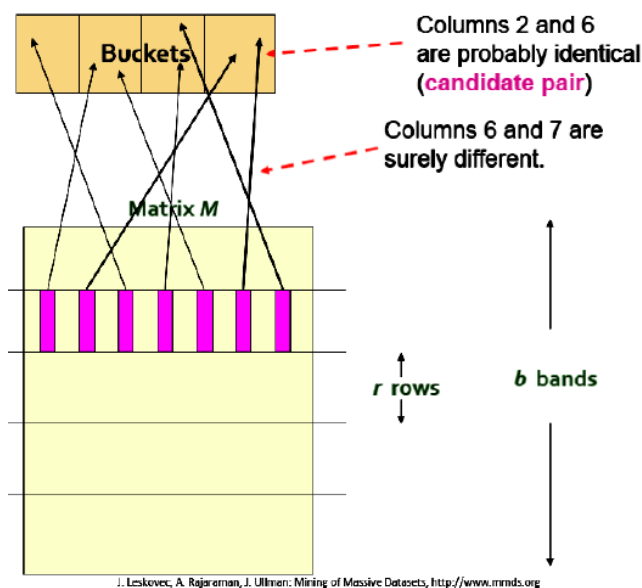 Buckets
Columns 2 and 6
are probably identical
(candidate pair)
Columns 6 and 7 are
surely different.
Matrix M
r rows
b bands
J. Leskovec, A. Rajaraman, J. Ullman: Mining of Massive Datasets, http://www.mmds.org